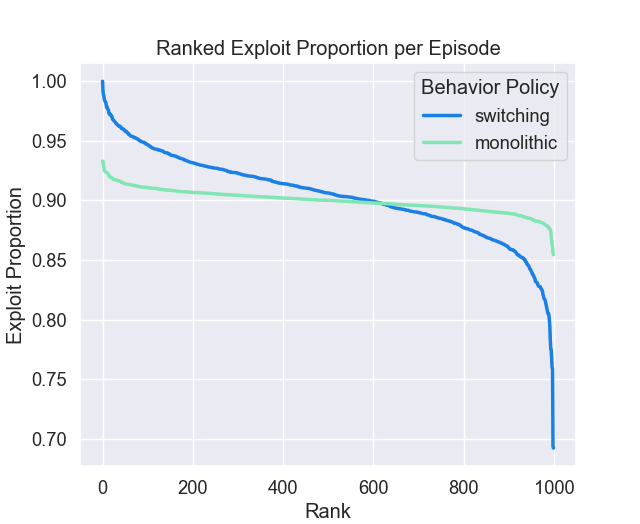 Ranked Exploit Proportion per Episode
Exploit Proportion
1.00
0.95
0.90
0.85
0.80
0.75
0.70
Behavior Policy
switching
monolithic
0 200 400 600 800 1000
Rank